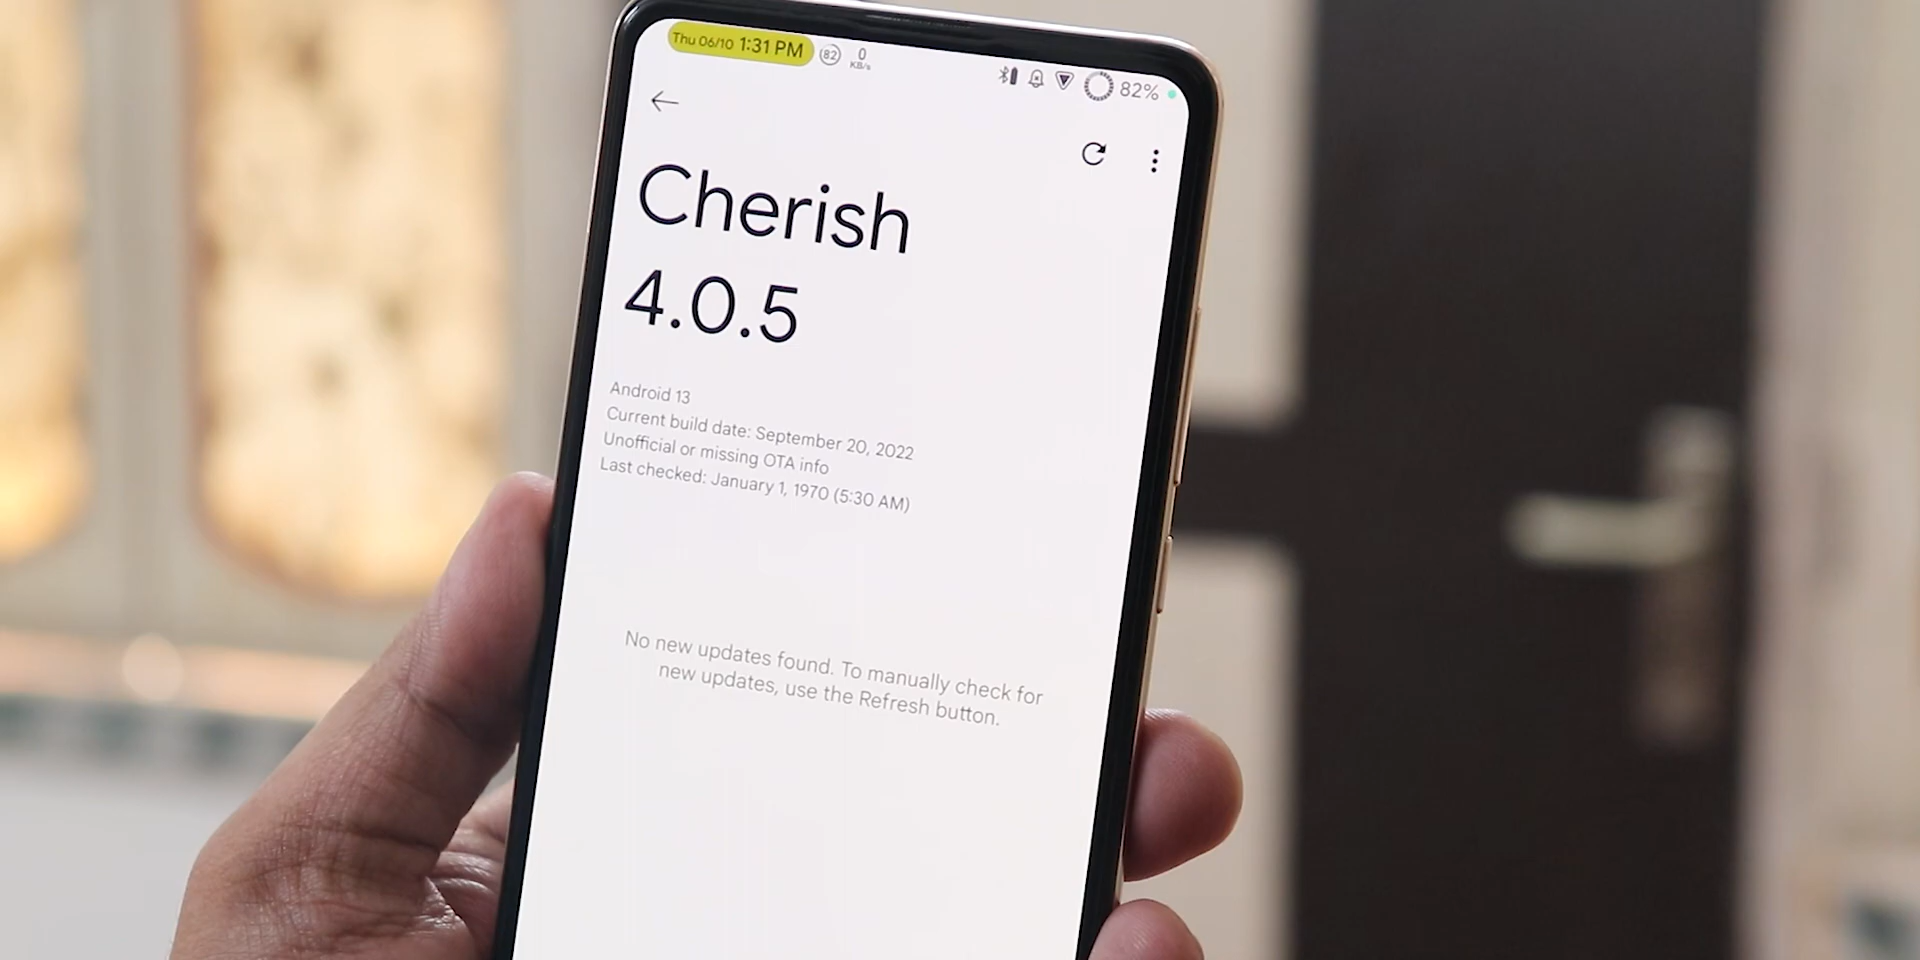 Thu 06/10 1:31 PM 82 0 KB/s 82%
Cherish
4.0.5
Android 13
Current build date: September 20, 2022
Unofficial or missing OTA info
Last checked: January 1, 1970 (5:30 AM)
No new updates found. To manually check for
new updates, use the Refresh button.